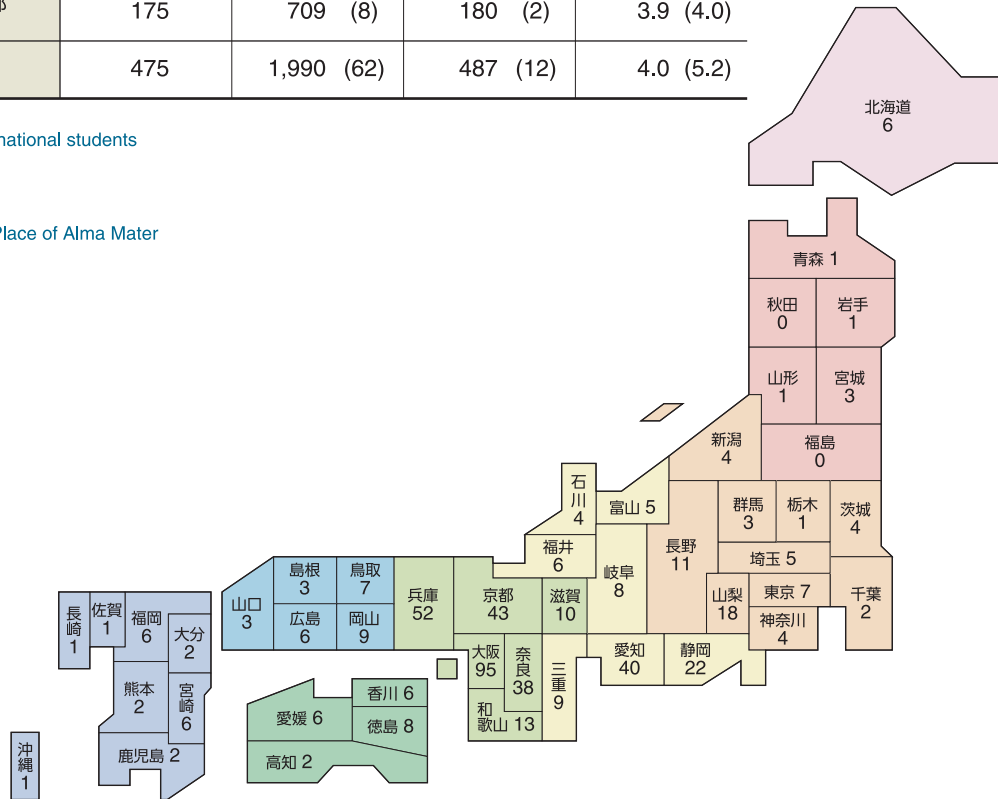 175 709 (8) 180 (2) 3.9 (4.0)
475 1,990 (62) 487 (12) 4.0 (5.2)
national students
Place of Alma Mater
北海道
6
青森 1
秋田
0
岩手
1
山形
1
宮城
3
新潟
4
福島
0
石川
4
富山 5
福井
6
岐阜
8
長野
11
群馬
3
栃木
1
茨城
4
埼玉 5
山梨
18
東京 7
神奈川
4
千葉
2
愛知
40
静岡
22
三重
9
滋賀
10
京都
43
兵庫
52
大阪
95
奈良
38
和
歌山 13
鳥取
7
島根
3
岡山
9
広島
6
山口
3
香川 6
徳島 8
愛媛 6
高知 2
福岡
6
佐賀
1
長崎
1
大分
2
熊本
2
宮崎
6
鹿児島 2
沖縄
1